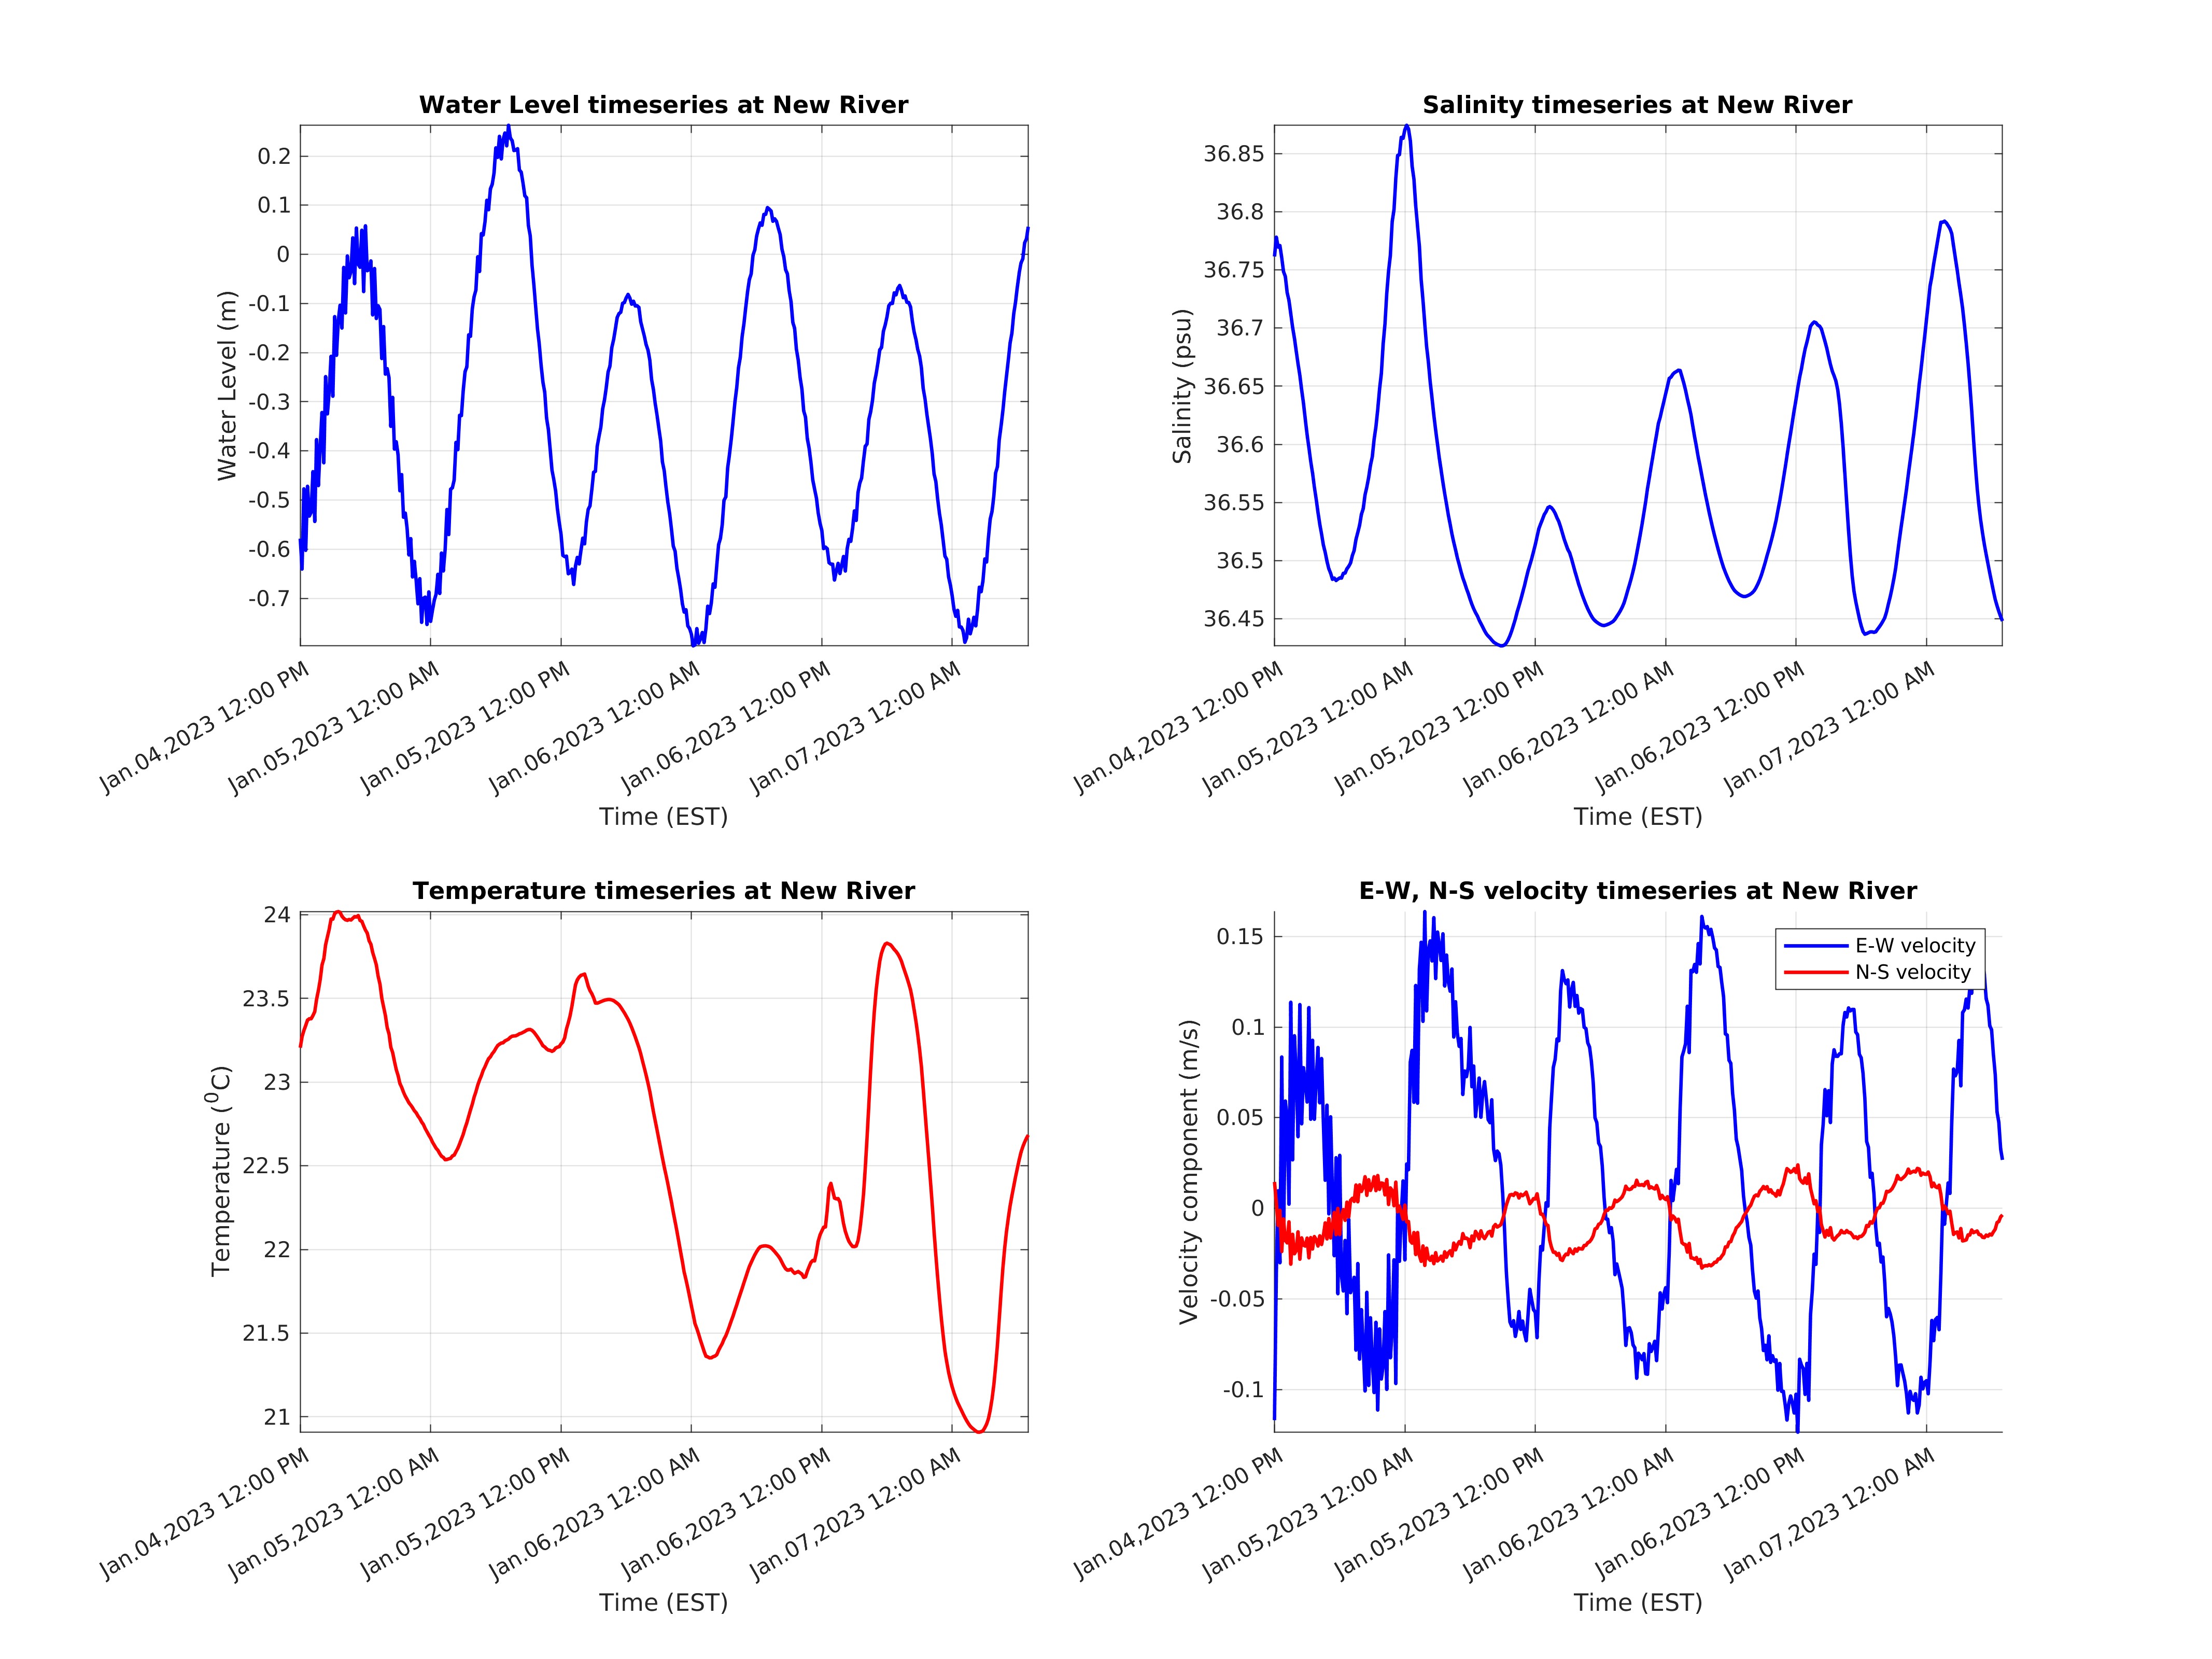 Water Level timeseries at New River
Water Level (m)
0.2
0.1
0
-0.1
-0.2
-0.3
-0.4
-0.5
-0.6
-0.7
Jan.04,2023 12:00 PM
Jan.05,2023 12:00 AM
Jan.05,2023 12:00 PM
Jan.06,2023 12:00 AM
Jan.06,2023 12:00 PM
Jan.07,2023 12:00 AM
Time (EST)
Salinity timeseries at New River
Salinity (psu)
36.85
36.8
36.75
36.7
36.65
36.6
36.55
36.5
36.45
Jan.04,2023 12:00 PM
Jan.05,2023 12:00 AM
Jan.05,2023 12:00 PM
Jan.06,2023 12:00 AM
Jan.06,2023 12:00 PM
Jan.07,2023 12:00 AM
Time (EST)
Temperature timeseries at New River
Temperature (⁰C)
24
23.5
23
22.5
22
21.5
21
Jan.04,2023 12:00 PM
Jan.05,2023 12:00 AM
Jan.05,2023 12:00 PM
Jan.06,2023 12:00 AM
Jan.06,2023 12:00 PM
Jan.07,2023 12:00 AM
Time (EST)
E-W, N-S velocity timeseries at New River
Velocity component (m/s)
0.15
0.1
0.05
0
-0.05
-0.1
E-W velocity
N-S velocity
Jan.04,2023 12:00 PM
Jan.05,2023 12:00 AM
Jan.05,2023 12:00 PM
Jan.06,2023 12:00 AM
Jan.06,2023 12:00 PM
Jan.07,2023 12:00 AM
Time (EST)